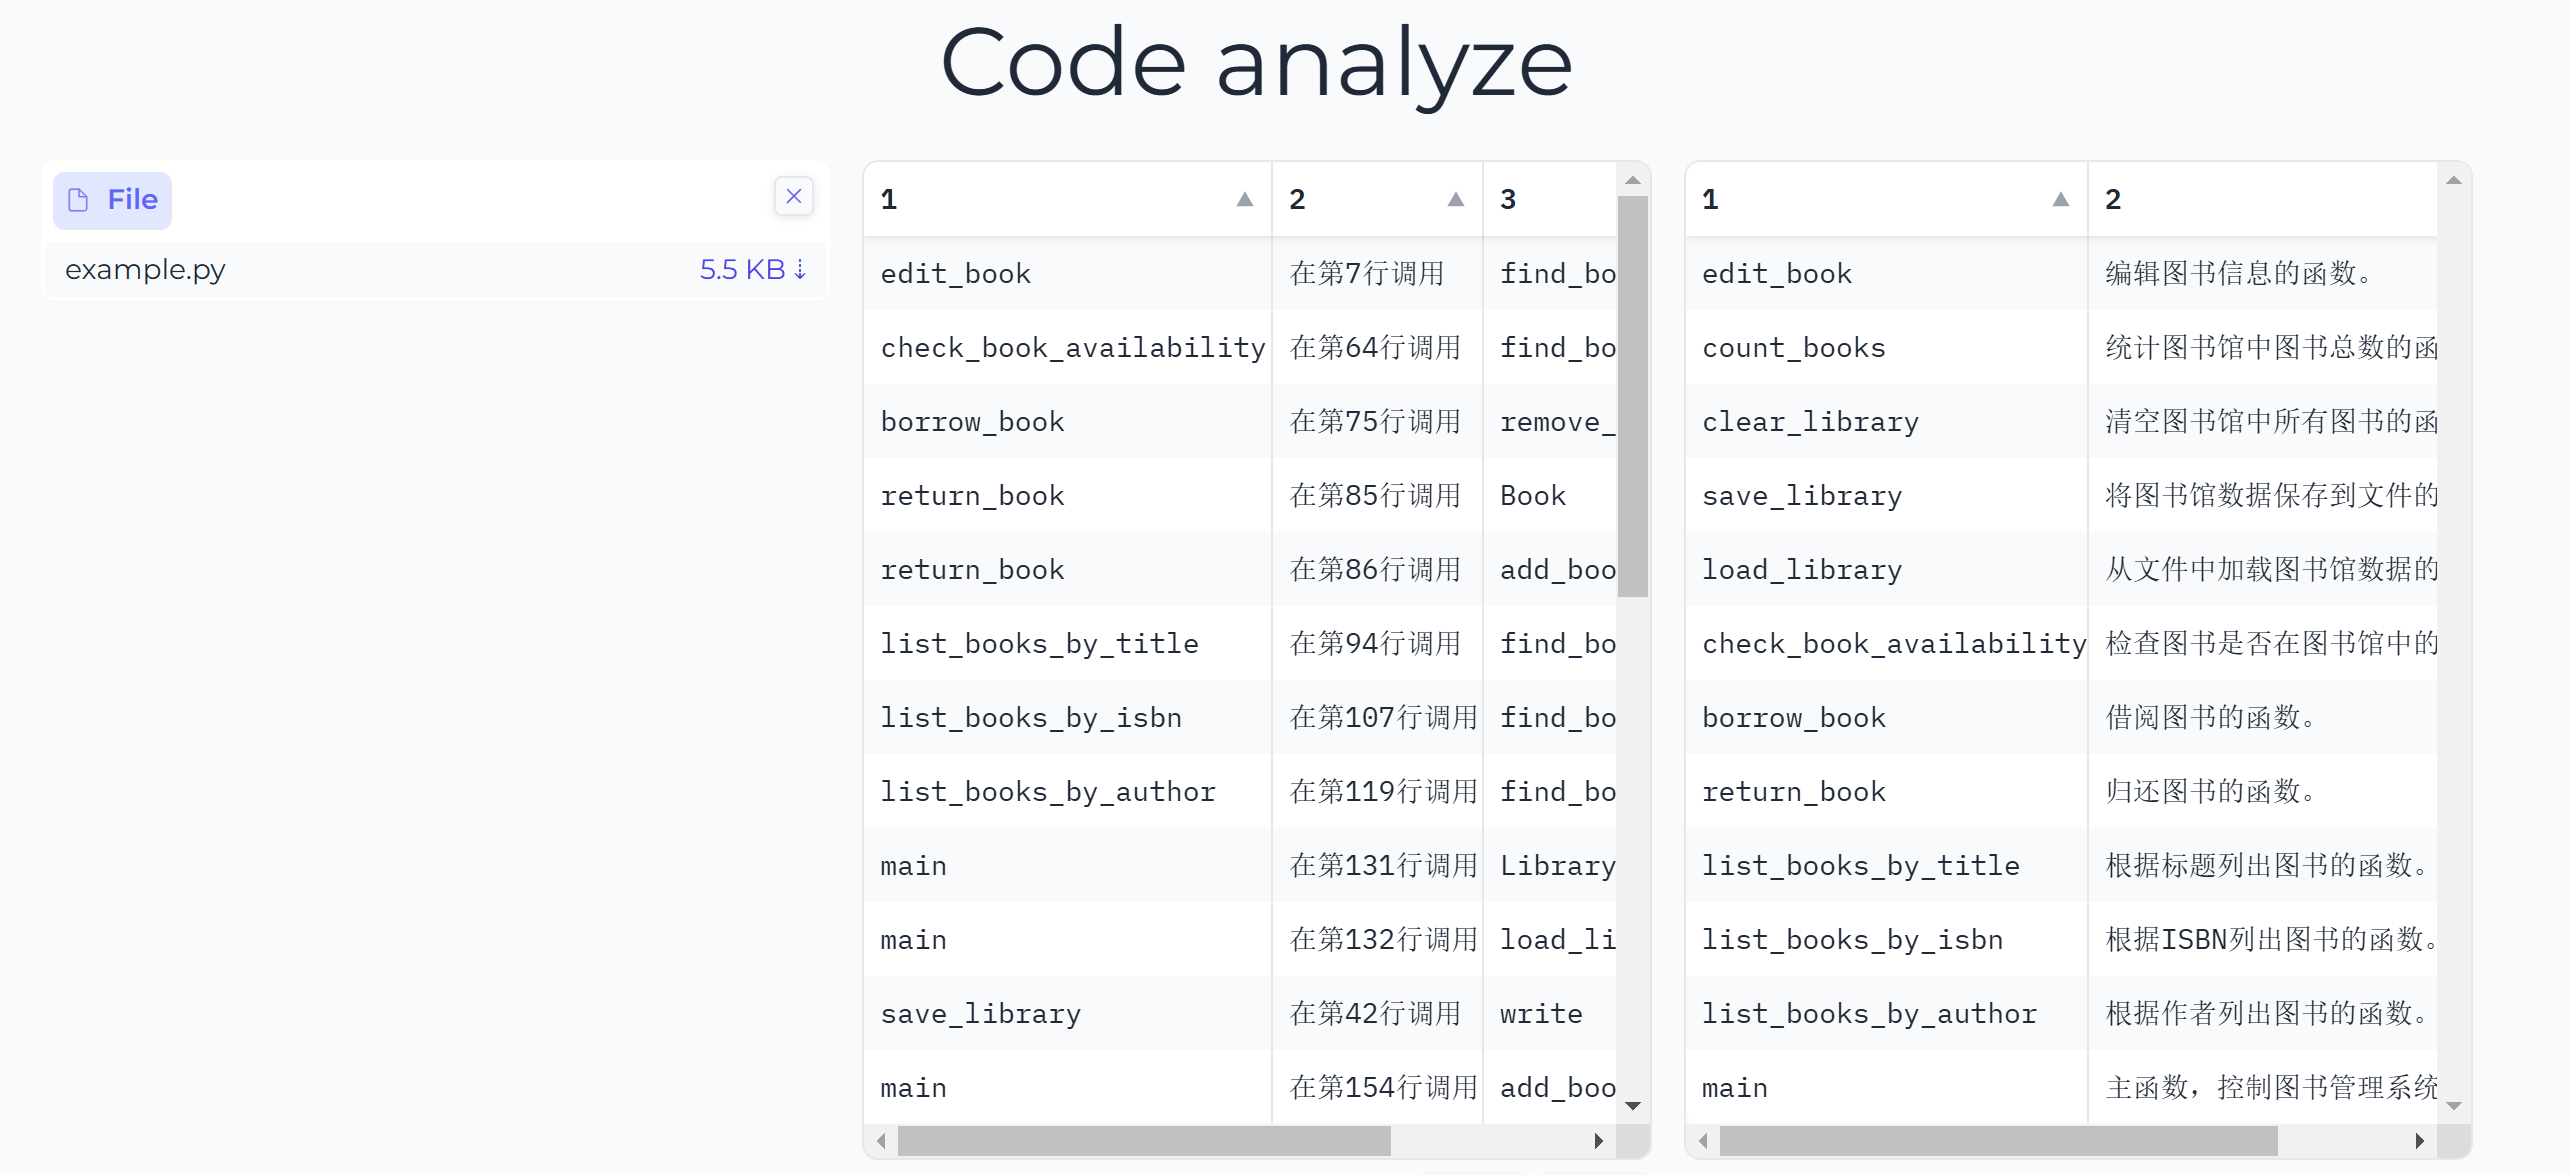 Code analyze
File
example.py 5.5 KB
1 2 3
edit_book 在第7行调用 find_bo
check_book_availability 在第64行调用 find_bo
borrow_book 在第75行调用 remove_
return_book 在第85行调用 Book
return_book 在第86行调用 add_boo
list_books_by_title 在第94行调用 find_bo
list_books_by_isbn 在第107行调用 find_bo
list_books_by_author 在第119行调用 find_bo
main 在第131行调用 Library
main 在第132行调用 load_li
save_library 在第42行调用 write
main 在第154行调用 add_boo
1 2
edit_book 编辑图书信息的函数。
count_books 统计图书馆中图书总数的函
clear_library 清空图书馆中所有图书的函
save_library 将图书馆数据保存到文件的
load_library 从文件中加载图书馆数据的
check_book_availability 检查图书是否在图书馆中的
borrow_book 借阅图书的函数。
return_book 归还图书的函数。
list_books_by_title 根据标题列出图书的函数。
list_books_by_isbn 根据ISBN列出图书的函数。
list_books_by_author 根据作者列出图书的函数。
main 主函数，控制图书管理系统